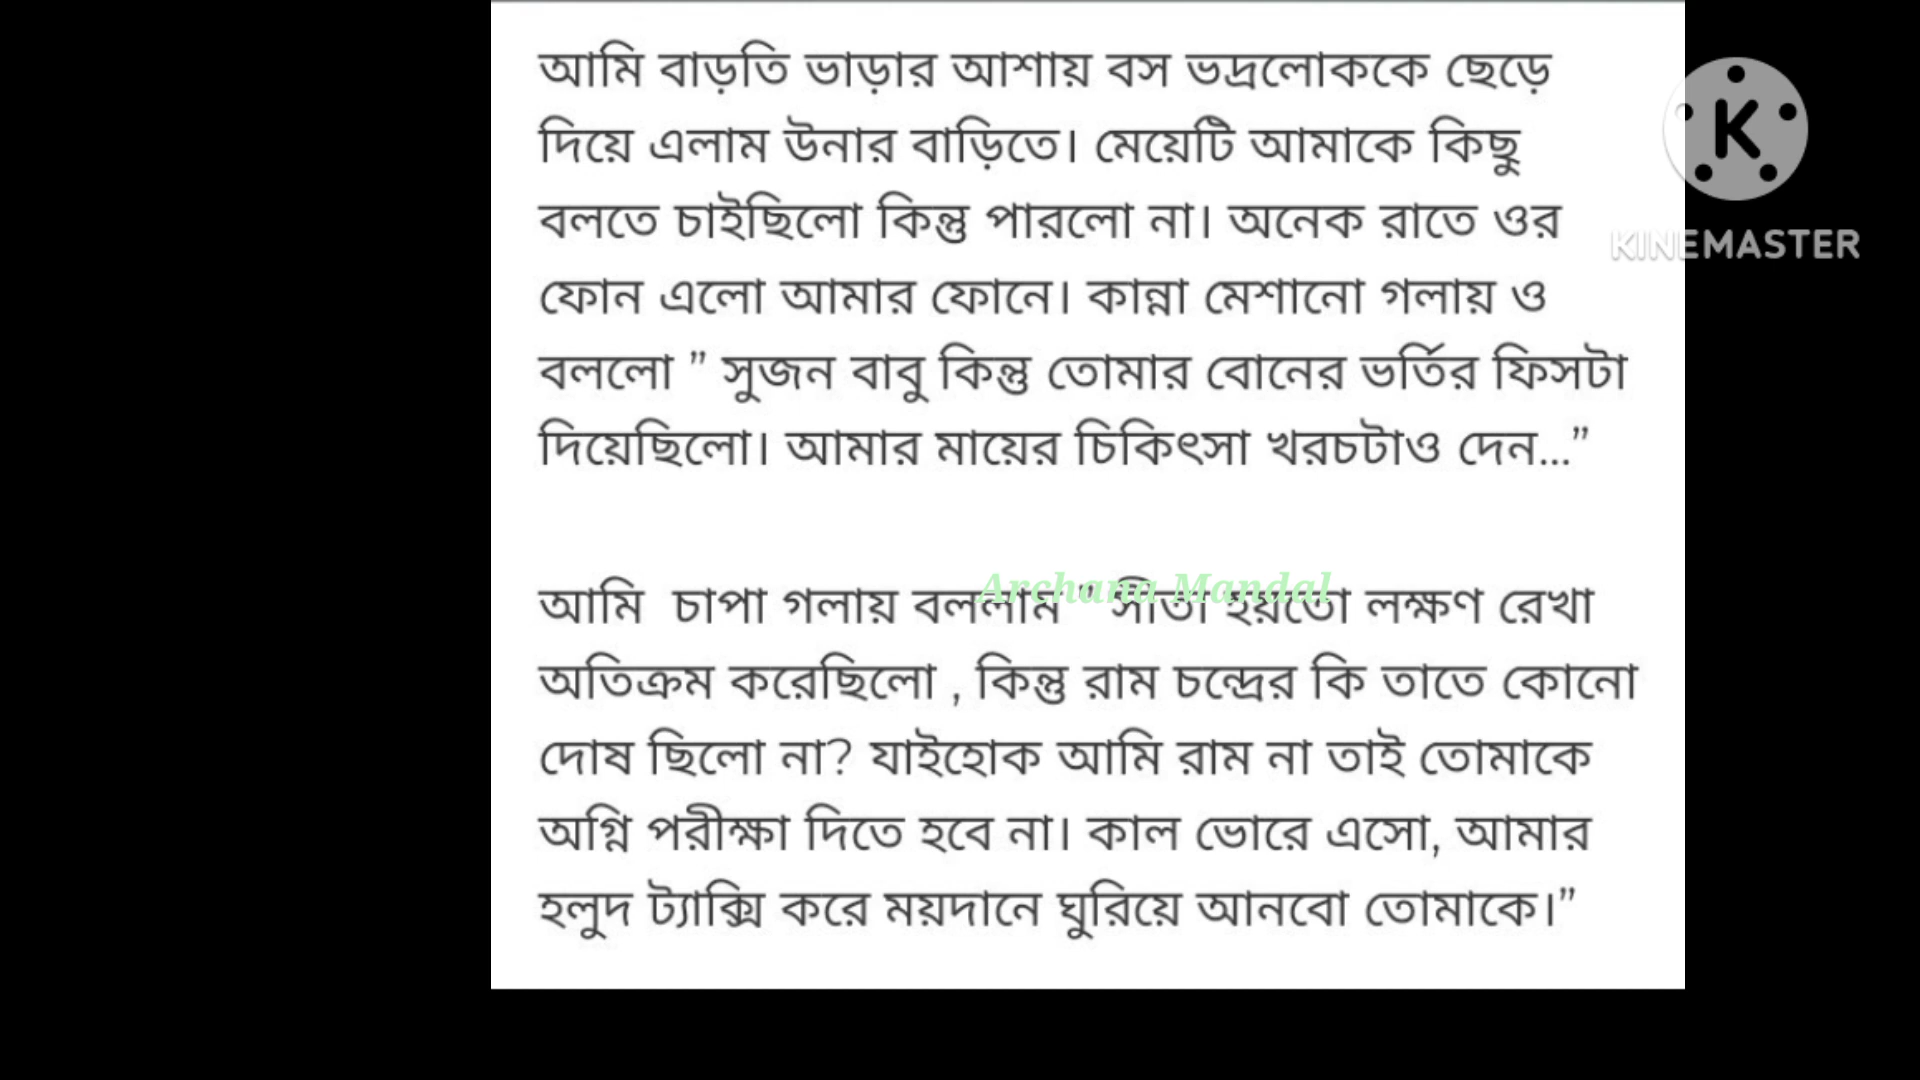 আমি বাড়তি ভাড়ার আশায় বস ভদ্রলোককে ছেড়ে
দিয়ে এলাম উনার বাড়িতে। মেয়েটি আমাকে কিছু
বলতে চাইছিলো কিন্তু পারলো না। অনেক রাতে ওর
ফোন এলো আমার ফোনে। কান্না মেশানো গলায় ও
বললো ” সুজন বাবু কিন্তু তোমার বোনের ভর্তির ফিসটা
দিয়েছিলো। আমার মায়ের চিকিৎসা খরচটাও দেন...”
আমি চাপা গলায় বললাম ” সীতা হয়তো লক্ষণ রেখা
অতিক্রম করেছিলো , কিন্তু রাম চন্দ্রের কি তাতে কোনো
দোষ ছিলো না? যাইহোক আমি রাম না তাই তোমাকে
অগ্নি পরীক্ষা দিতে হবে না। কাল ভোরে এসো, আমার
হলুদ ট্যাক্সি করে ময়দানে ঘুরিয়ে আনবো তোমাকে।”
Archana Mandal
K
KINEMASTER